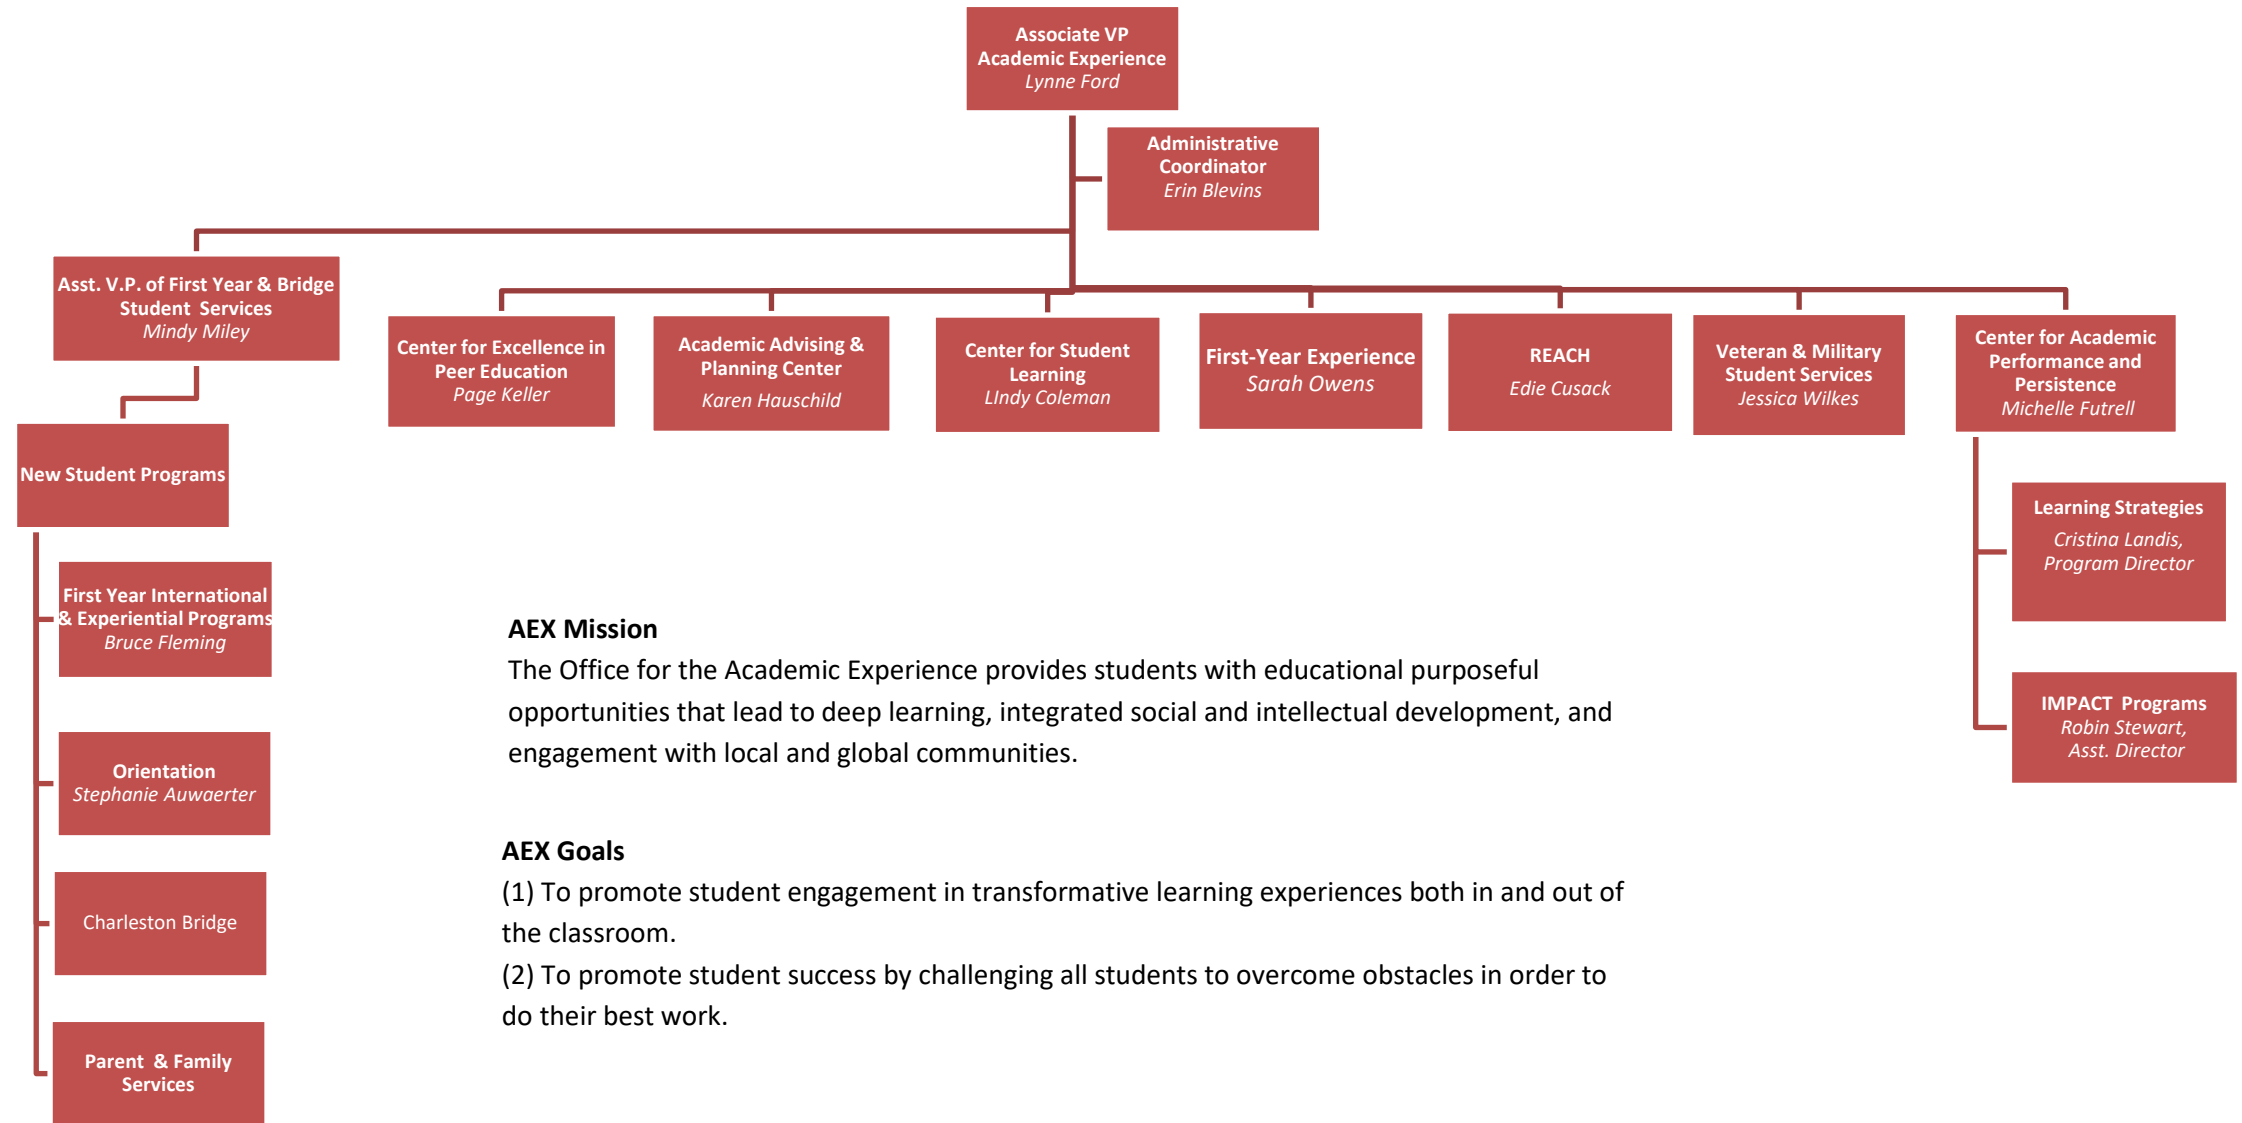 Associate VP
Academic Experience
Lynne Ford
Administrative
Coordinator
Erin Blevins
Asst. V.P. of First Year & Bridge
Student Services
Mindy Miley
Center for Excellence in
Peer Education
Page Keller
Academic Advising &
Planning Center
Karen Hauschild
Center for Student
Learning
LIndy Coleman
First-Year Experience
Sarah Owens
REACH
Edie Cusack
Veteran & Military
Student Services
Jessica Wilkes
Center for Academic
Performance and
Persistence
Michelle Futrell
New Student Programs
Learning Strategies
Cristina Landis,
Program Director
First Year International
& Experiential Programs
Bruce Fleming
IMPACT Programs
Robin Stewart,
Asst. Director
Orientation
Stephanie Auwaerter
Charleston Bridge
Parent & Family
Services
AEX Mission
The Office for the Academic Experience provides students with educational purposeful
opportunities that lead to deep learning, integrated social and intellectual development, and
engagement with local and global communities.
AEX Goals
(1) To promote student engagement in transformative learning experiences both in and out of
the classroom.
(2) To promote student success by challenging all students to overcome obstacles in order to
do their best work.